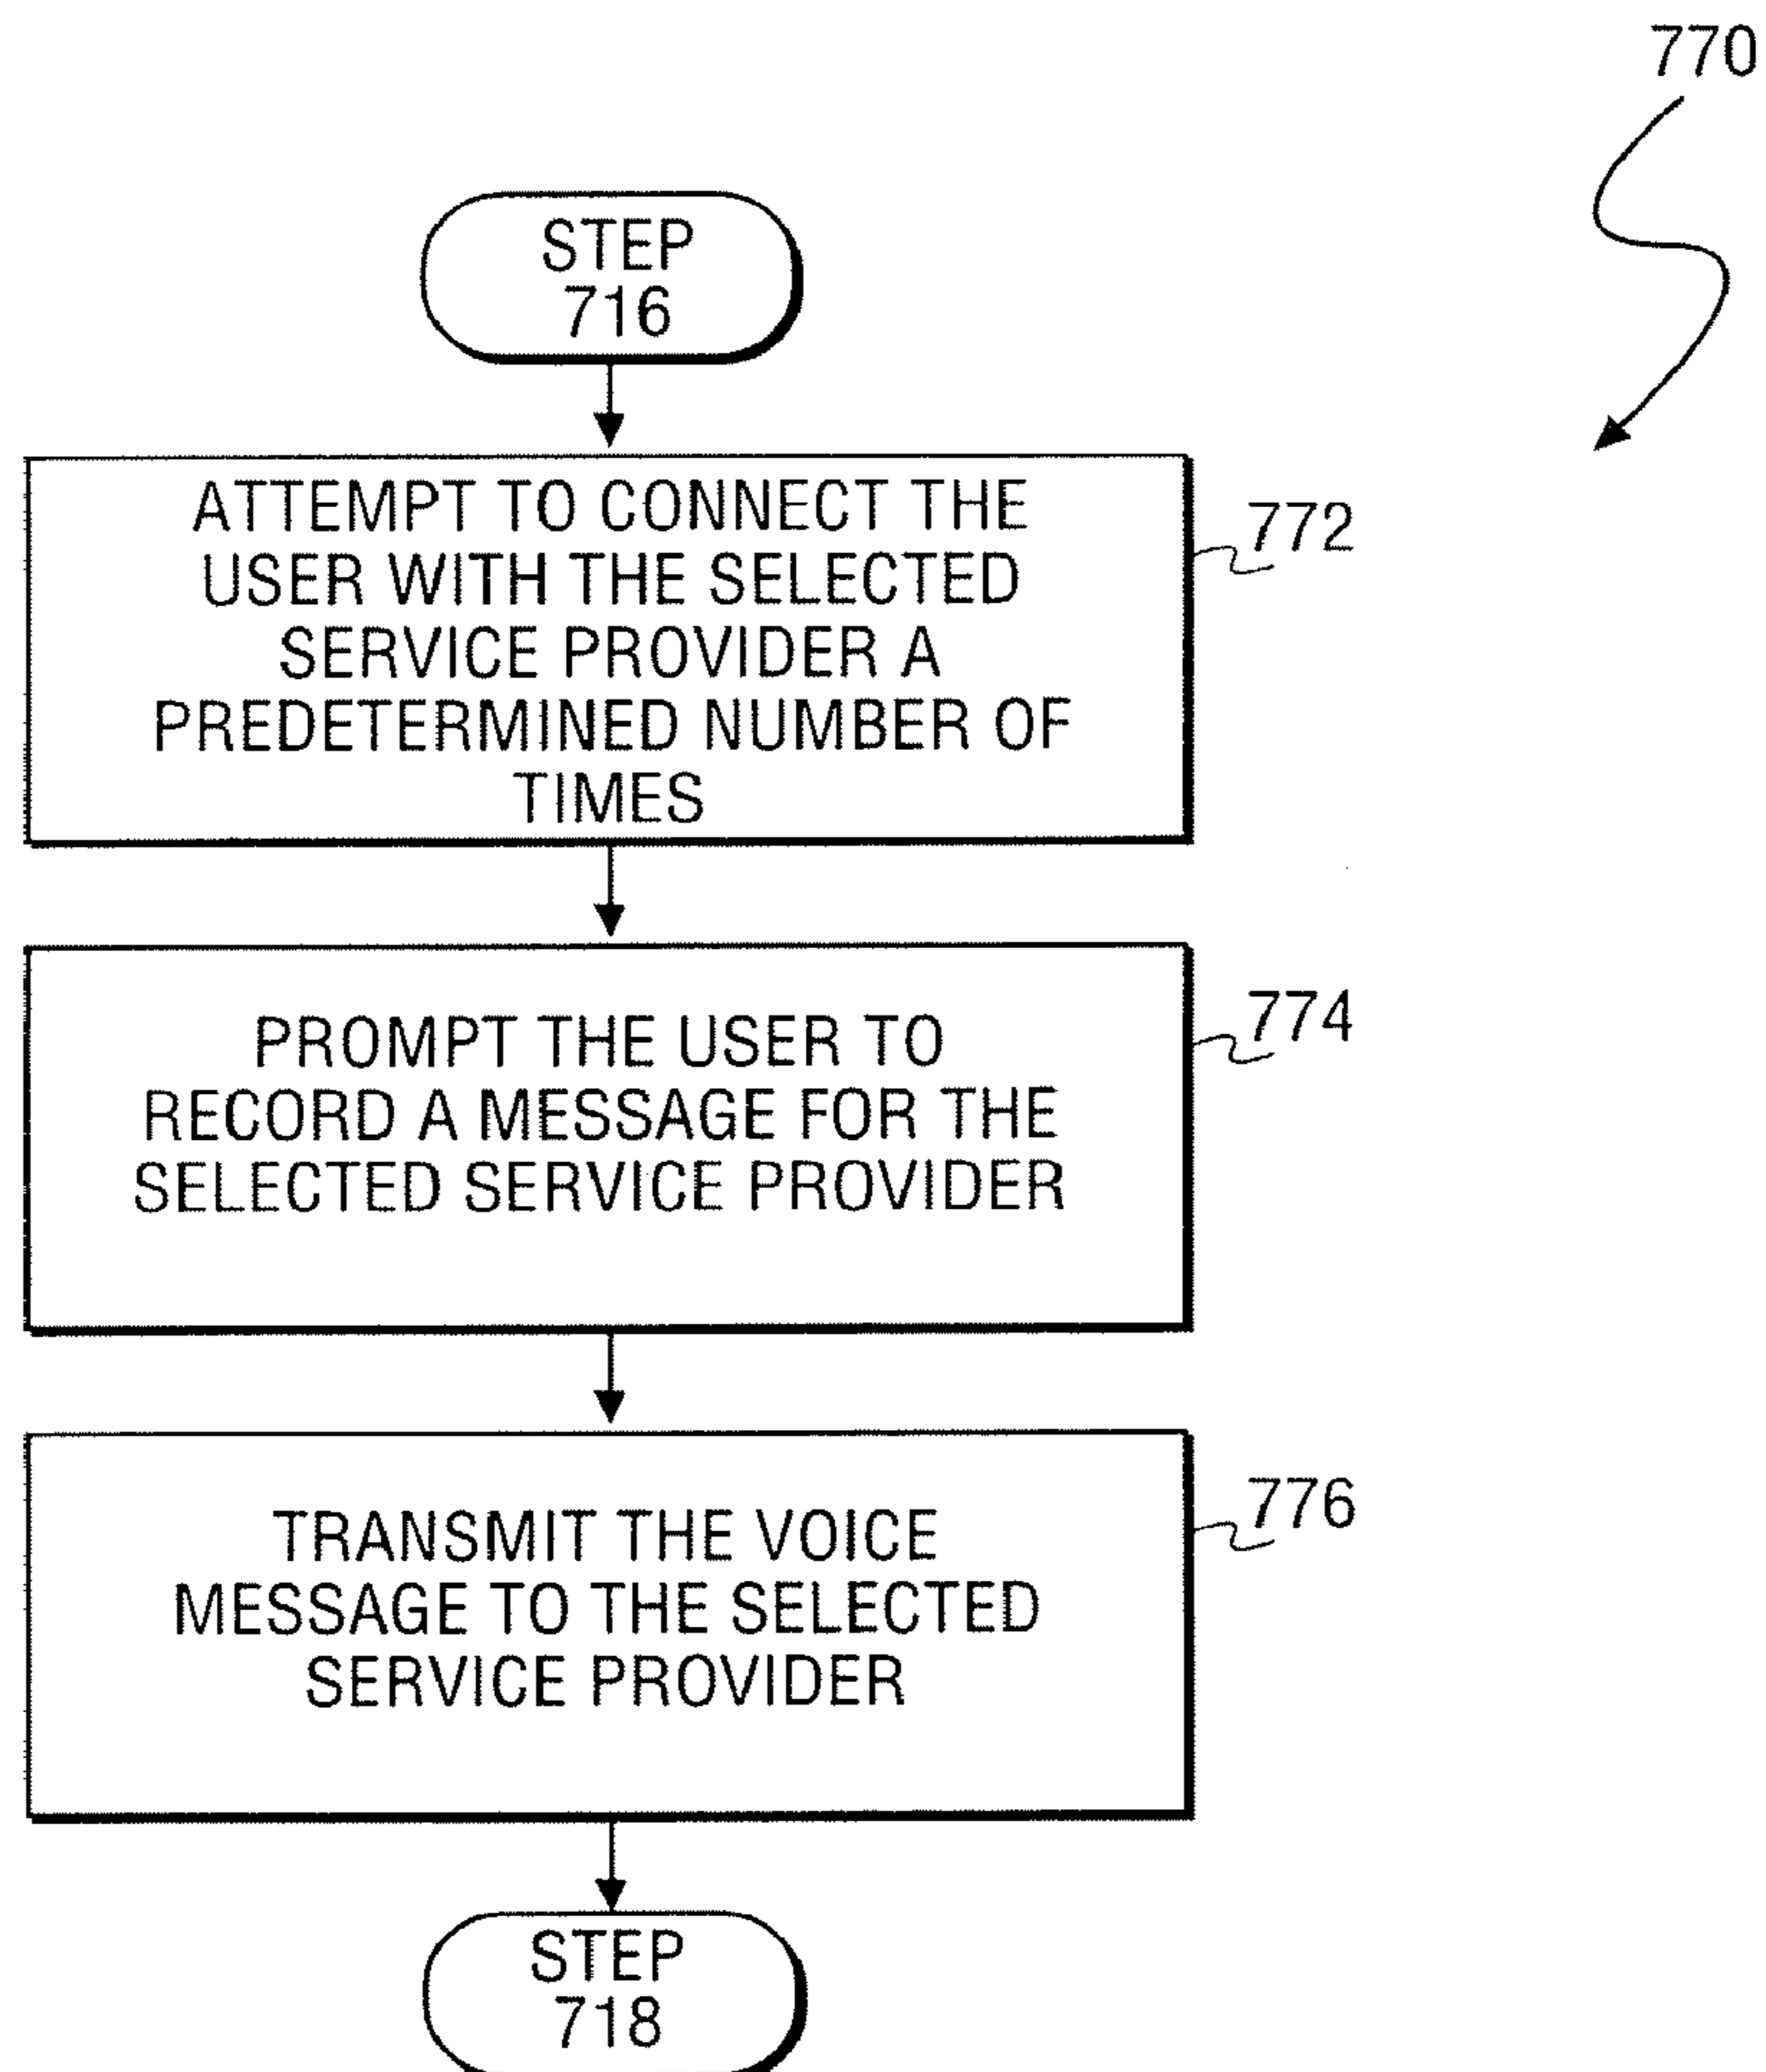 770
STEP
716
ATTEMPT TO CONNECT THE
USER WITH THE SELECTED
SERVICE PROVIDER A
PREDETERMINED NUMBER OF
TIMES
772
PROMPT THE USER TO
RECORD A MESSAGE FOR THE
SELECTED SERVICE PROVIDER
774
TRANSMIT THE VOICE
MESSAGE TO THE SELECTED
SERVICE PROVIDER
776
STEP
718